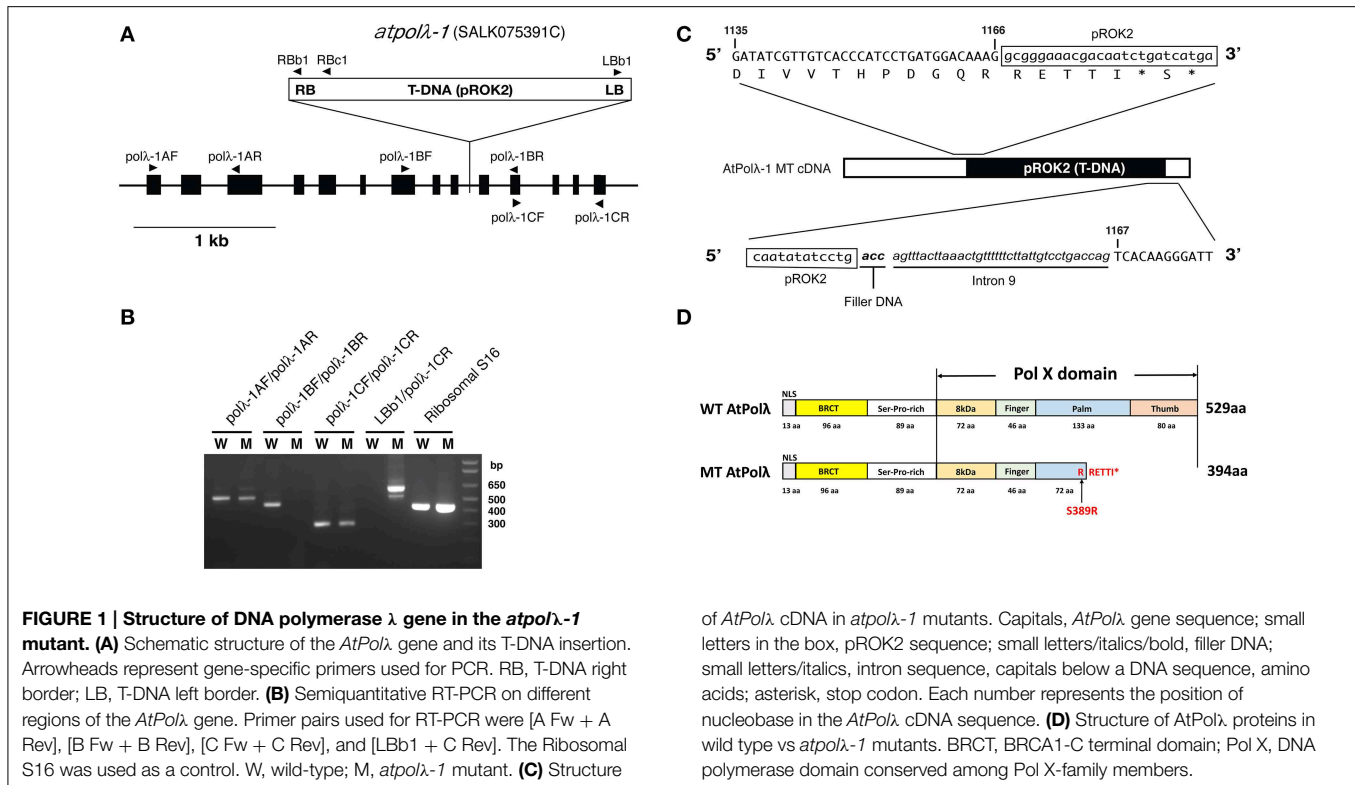 A
atpolλ-1 (SALK075391C)
RBb1 RBc1 LBb1
RB T-DNA (pROK2) LB
polλ-1AF polλ-1AR polλ-1BF polλ-1BR
polλ-1CF polλ-1CR
1 kb
B
polλ-1AF/polλ-1AR
polλ-1BF/polλ-1BR
polλ-1CF/polλ-1CR
LBb1/polλ-1CR
Ribosomal S16
W M W M W M W M W M
bp
650
500
400
300
C
1135 1166 pROK2
5’ GATATCGTTGTCACCCATCCTGATGGACAAAG gcgggaaacgacaatctgatcatga 3’
D I V V T H P D G Q R R E T T I * S *
AtPolλ-1 MT cDNA pROK2 (T-DNA)
1167
5’ caatatatcctg acc agtttacttaaactgttttttcttattgtcctgaccag TCACAAGGGATT 3’
pROK2 Intron 9
Filler DNA
D
Pol X domain
NLS
WT AtPolλ BRCT Ser-Pro-rich 8kDa Finger Palm Thumb 529aa
13 aa 96 aa 89 aa 72 aa 46 aa 133 aa 80 aa
NLS
MT AtPolλ BRCT Ser-Pro-rich 8kDa Finger R RETTI* 394aa
13 aa 96 aa 89 aa 72 aa 46 aa 72 aa
S389R
FIGURE 1 | Structure of DNA polymerase λ gene in the atpolλ-1
mutant. (A) Schematic structure of the AtPolλ gene and its T-DNA insertion.
Arrowheads represent gene-specific primers used for PCR. RB, T-DNA right
border; LB, T-DNA left border. (B) Semiquantitative RT-PCR on different
regions of the AtPolλ gene. Primer pairs used for RT-PCR were [A Fw + A
Rev], [B Fw + B Rev], [C Fw + C Rev], and [LBb1 + C Rev]. The Ribosomal
S16 was used as a control. W, wild-type; M, atpolλ-1 mutant. (C) Structure
of AtPolλ cDNA in atpolλ-1 mutants. Capitals, AtPolλ gene sequence; small
letters in the box, pROK2 sequence; small letters/italics/bold, filler DNA;
small letters/italics, intron sequence, capitals below a DNA sequence, amino
acids; asterisk, stop codon. Each number represents the position of
nucleobase in the AtPolλ cDNA sequence. (D) Structure of AtPolλ proteins in
wild type vs atpolλ-1 mutants. BRCT, BRCA1-C terminal domain; Pol X, DNA
polymerase domain conserved among Pol X-family members.